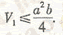 V₁ ≤ a²b/4.